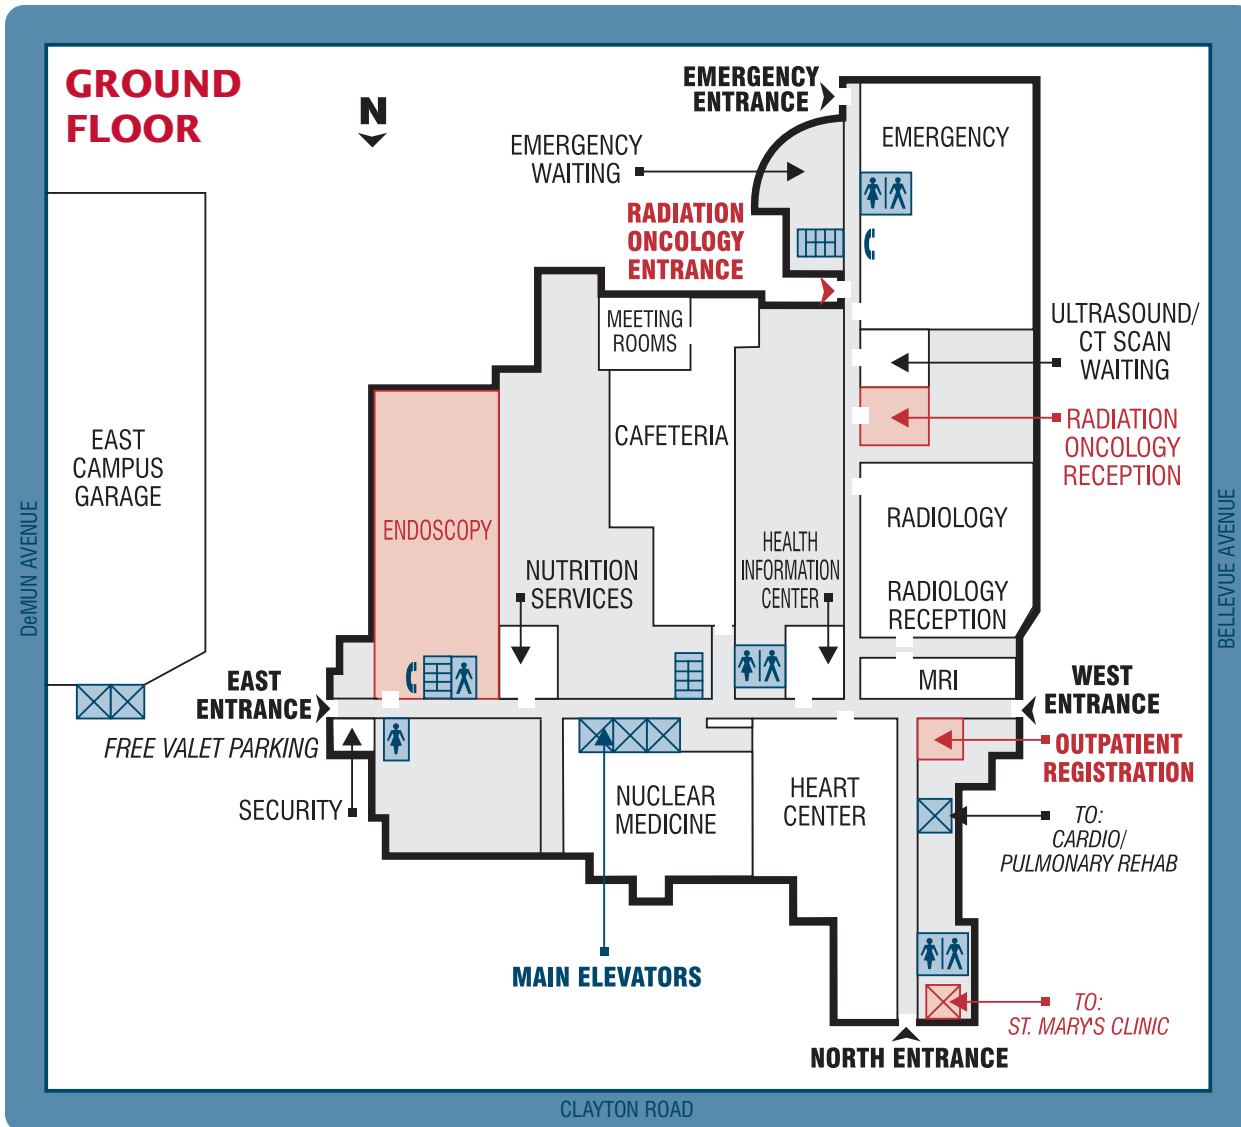 GROUND
FLOOR
N
EMERGENCY
ENTRANCE
EMERGENCY
WAITING
EMERGENCY
RADIATION
ONCOLOGY
ENTRANCE
MEETING
ROOMS
ULTRASOUND/
CT SCAN
WAITING
EAST
CAMPUS
GARAGE
CAFETERIA
RADIATION
ONCOLOGY
RECEPTION
DeMUN AVENUE
BELLEVUE AVENUE
ENDOSCOPY
NUTRITION
SERVICES
HEALTH
INFORMATION
CENTER
RADIOLOGY
RADIOLOGY
RECEPTION
MRI
EAST
ENTRANCE
FREE VALET PARKING
WEST
ENTRANCE
OUTPATIENT
REGISTRATION
SECURITY
NUCLEAR
MEDICINE
HEART
CENTER
TO:
CARDIO/
PULMONARY REHAB
MAIN ELEVATORS
TO:
ST. MARY'S CLINIC
NORTH ENTRANCE
CLAYTON ROAD